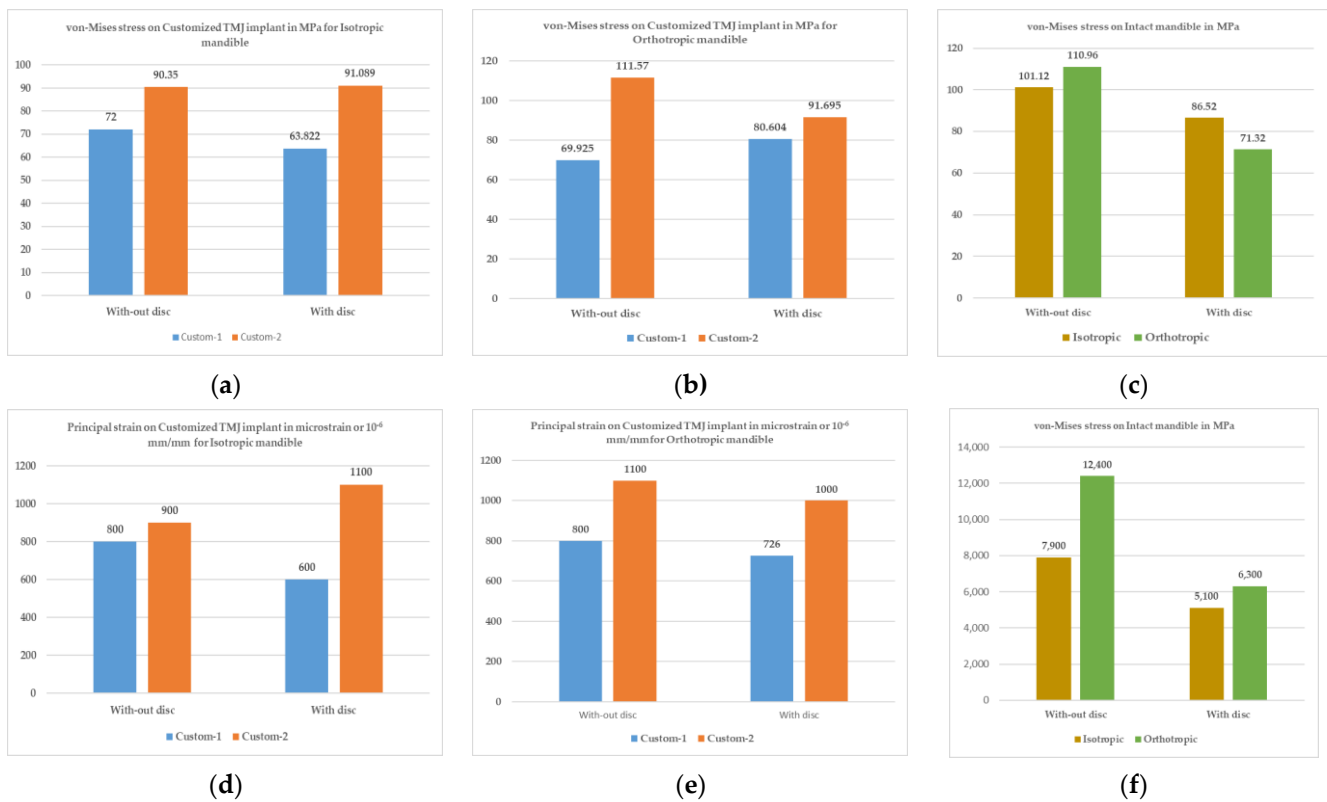 von-Mises stress on Customized TMJ implant in MPa for Isotropic
mandible
100
90
80
70
60
50
40
30
20
10
0
72
90.35
63.822
91.089
With-out disc
With disc
Custom-1
Custom-2
(a)
von-Mises stress on Customized TMJ implant in MPa for
Orthotropic mandible
120
100
80
60
40
20
0
69.925
111.57
80.604
91.695
With-out disc
With disc
Custom-1
Custom-2
(b)
von-Mises stress on Intact mandible in MPa
120
100
80
60
40
20
0
101.12
110.96
86.52
71.32
With-out disc
With disc
Isotropic
Orthotropic
(c)
Principal strain on Customized TMJ implant in microstrain or 10-6
mm/mm for Isotropic mandible
1200
1000
800
600
400
200
0
800
900
600
1100
With-out disc
With disc
Custom-1
Custom-2
(d)
Principal strain on Customized TMJ implant in microstrain or 10-6
mm/mmfor Orthotropic mandible
1200
1000
800
600
400
200
0
800
1100
726
1000
With-out disc
With disc
Custom-1
Custom-2
(e)
von-Mises stress on Intact mandible in MPa
14,000
12,000
10,000
8,000
6,000
4,000
2,000
0
7,900
12,400
5,100
6,300
With-out disc
With disc
Isotropic
Orthotropic
(f)